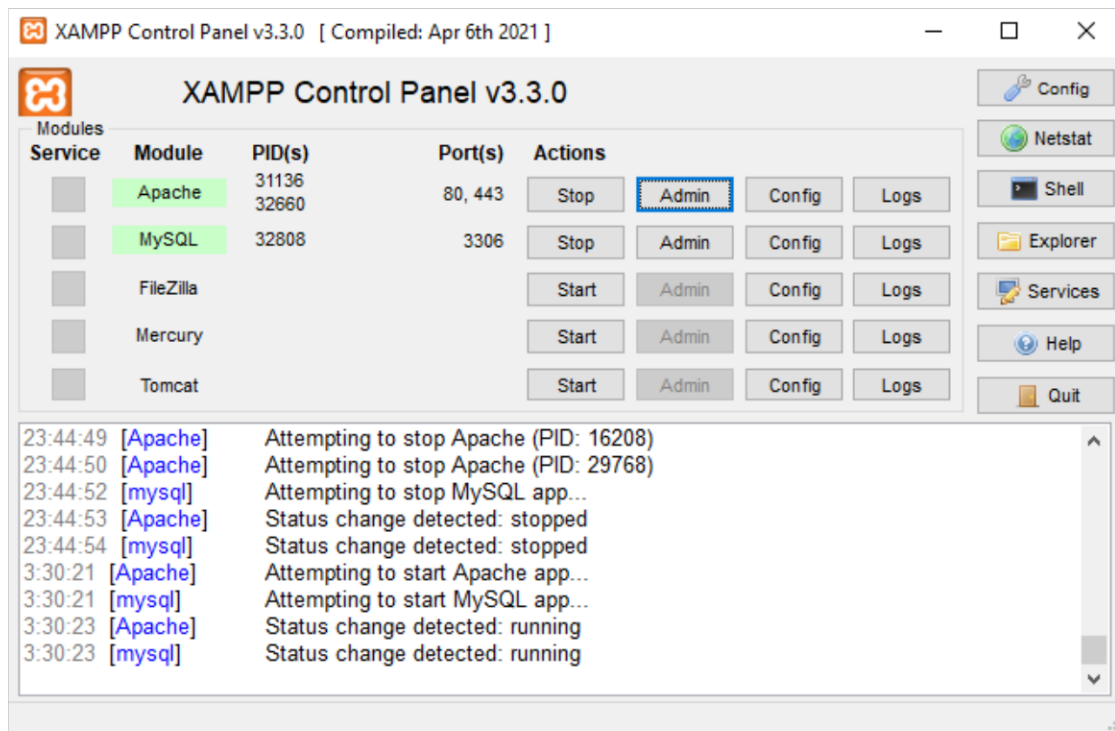 XAMPP Control Panel v3.3.0 [ Compiled: Apr 6th 2021 ]
XAMPP Control Panel v3.3.0
Config
Modules
Netstat
Service Module PID(s) Port(s) Actions
Apache 31136 32660 80, 443 Stop Admin Config Logs
Shell
MySQL 32808 3306 Stop Admin Config Logs
Explorer
FileZilla Start Admin Config Logs
Services
Mercury Start Admin Config Logs
Help
Tomcat Start Admin Config Logs
Quit
23:44:49 [Apache] Attempting to stop Apache (PID: 16208)
23:44:50 [Apache] Attempting to stop Apache (PID: 29768)
23:44:52 [mysql] Attempting to stop MySQL app...
23:44:53 [Apache] Status change detected: stopped
23:44:54 [mysql] Status change detected: stopped
3:30:21 [Apache] Attempting to start Apache app...
3:30:21 [mysql] Attempting to start MySQL app...
3:30:23 [Apache] Status change detected: running
3:30:23 [mysql] Status change detected: running